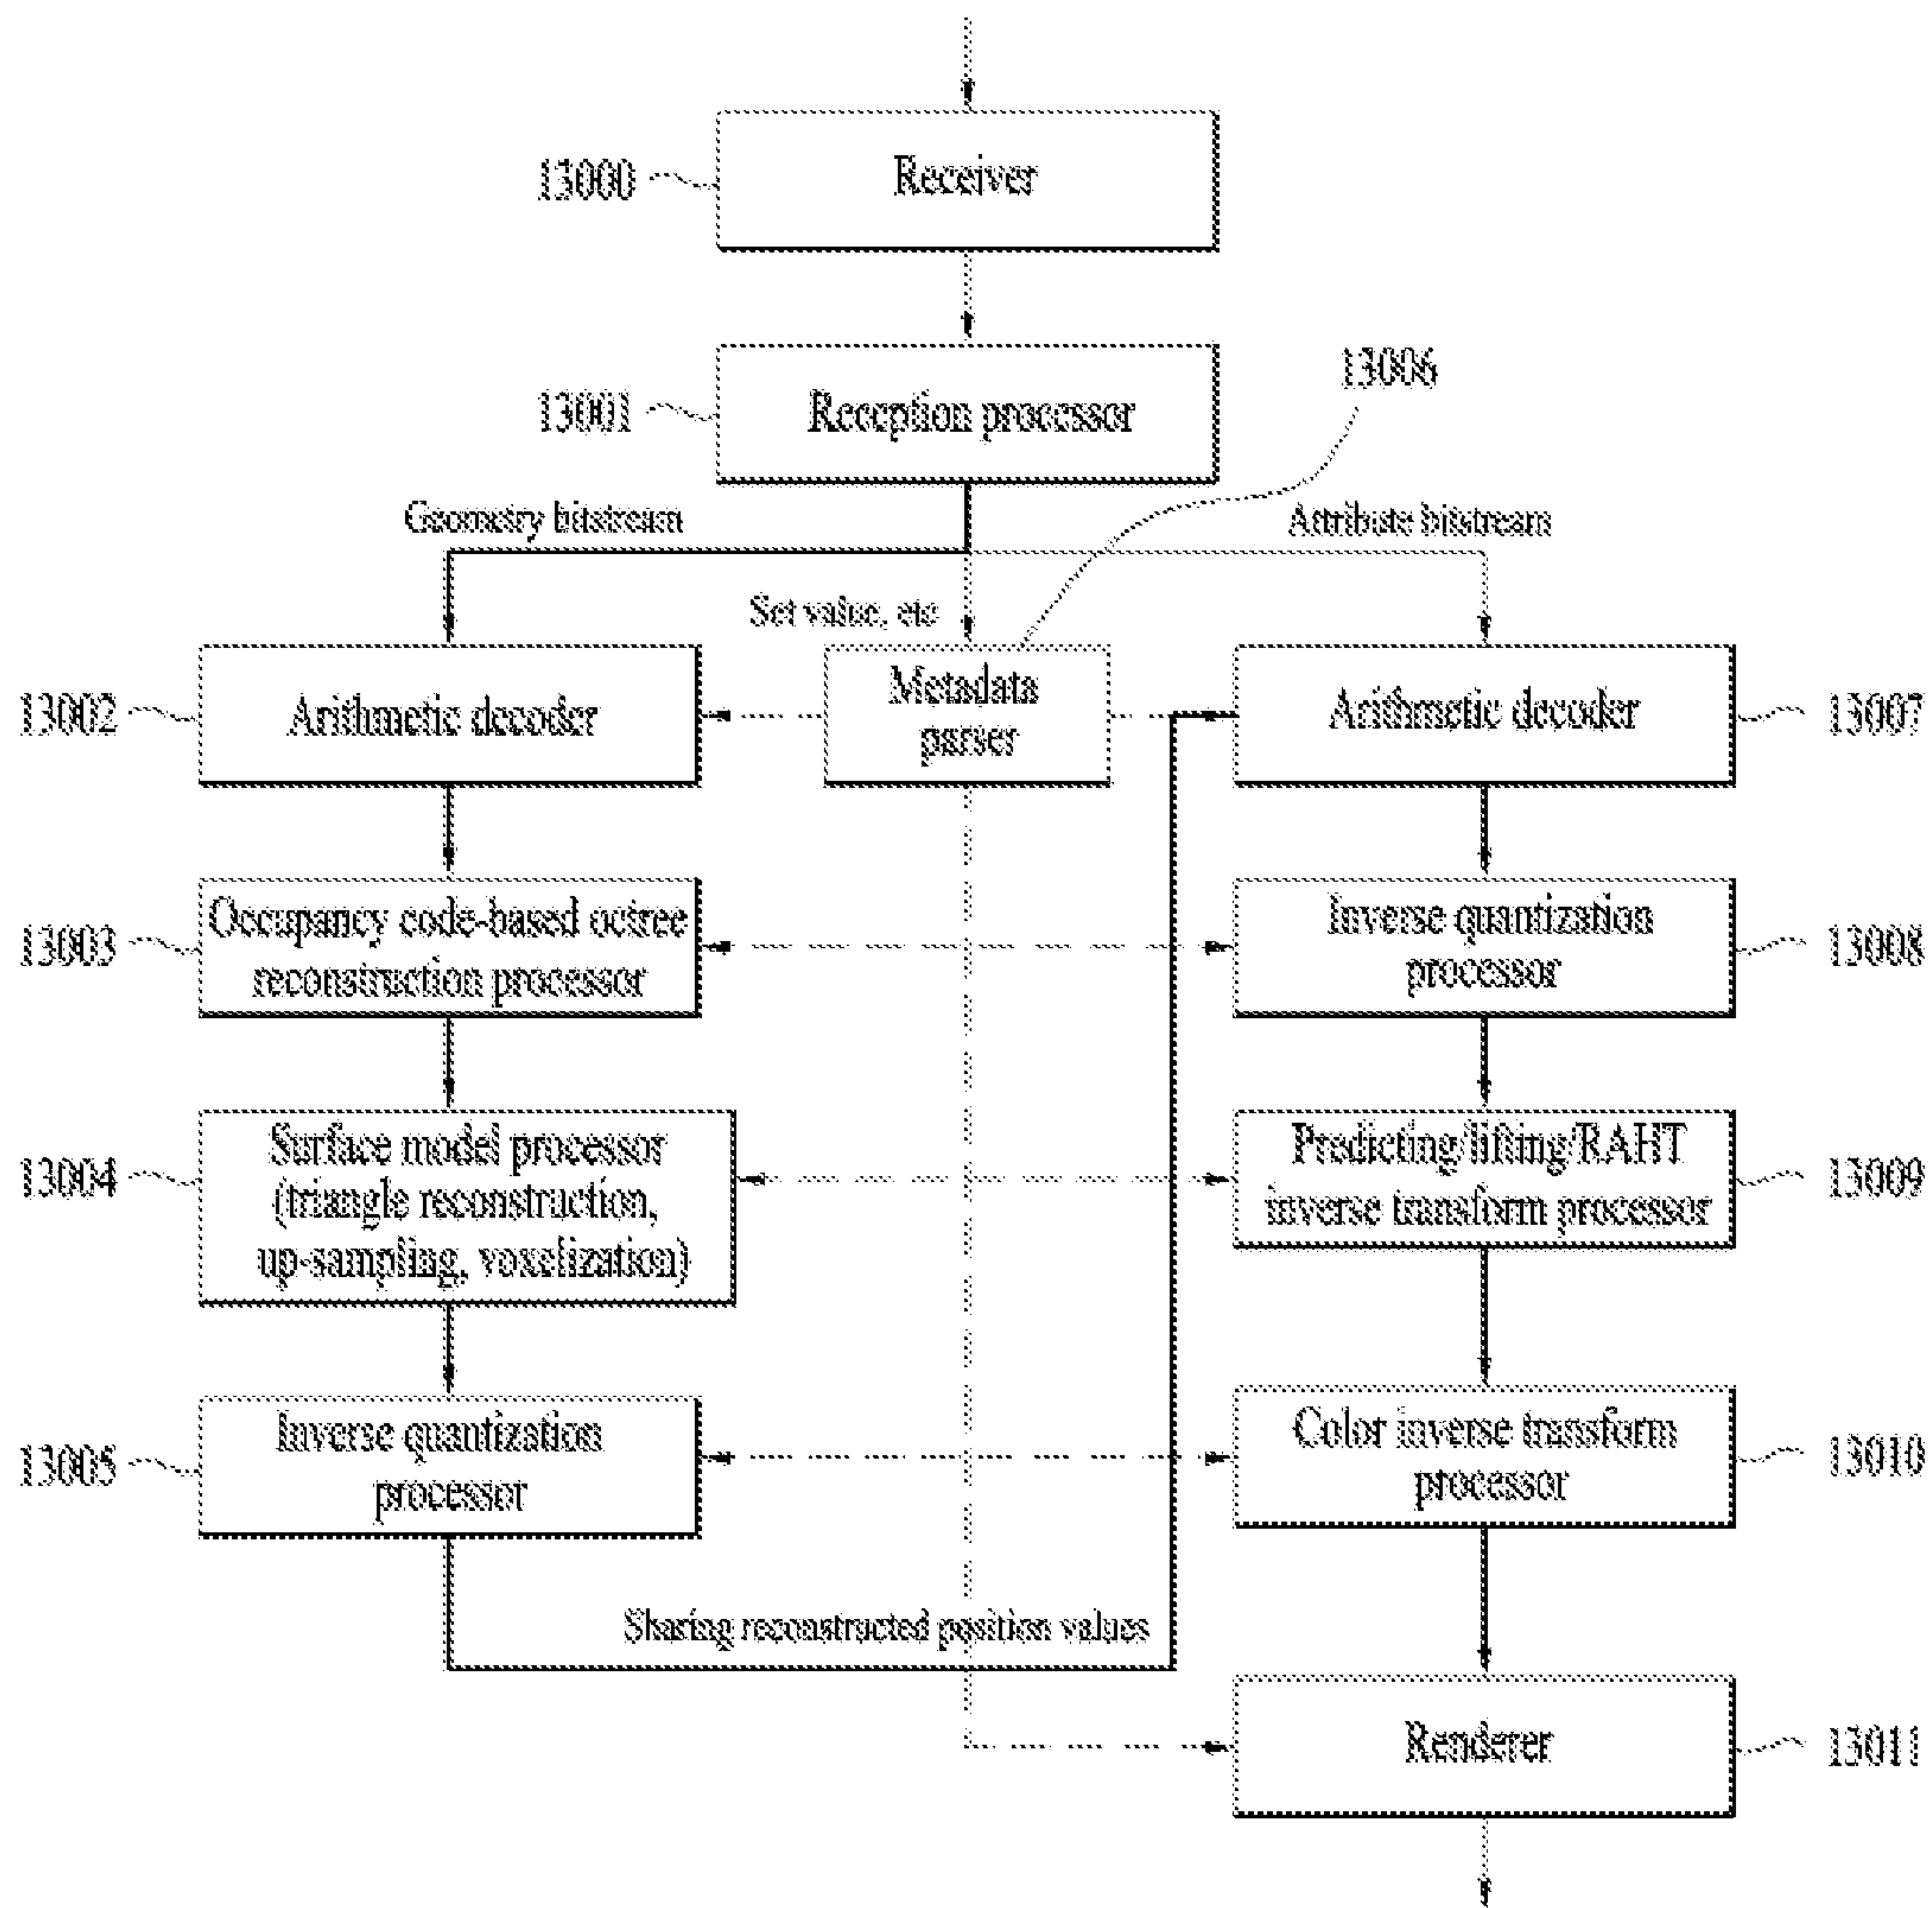 Receiver
13000
Reception processor
13001
13006
Geometry bitstream
Attribute bitstream
Set value, etc
Arithmetic decoder
13002
Metadata
parser
Arithmetic decoder
13007
Occupancy code-based octree
reconstruction processor
13003
Inverse quantization
processor
13008
Surface model processor
(triangle reconstruction,
up-sampling, voxelization)
13004
Predicting/lifting/RAHT
inverse transform processor
13009
Inverse quantization
processor
13005
Color inverse transform
processor
13010
Sharing reconstructed position values
Renderer
13011